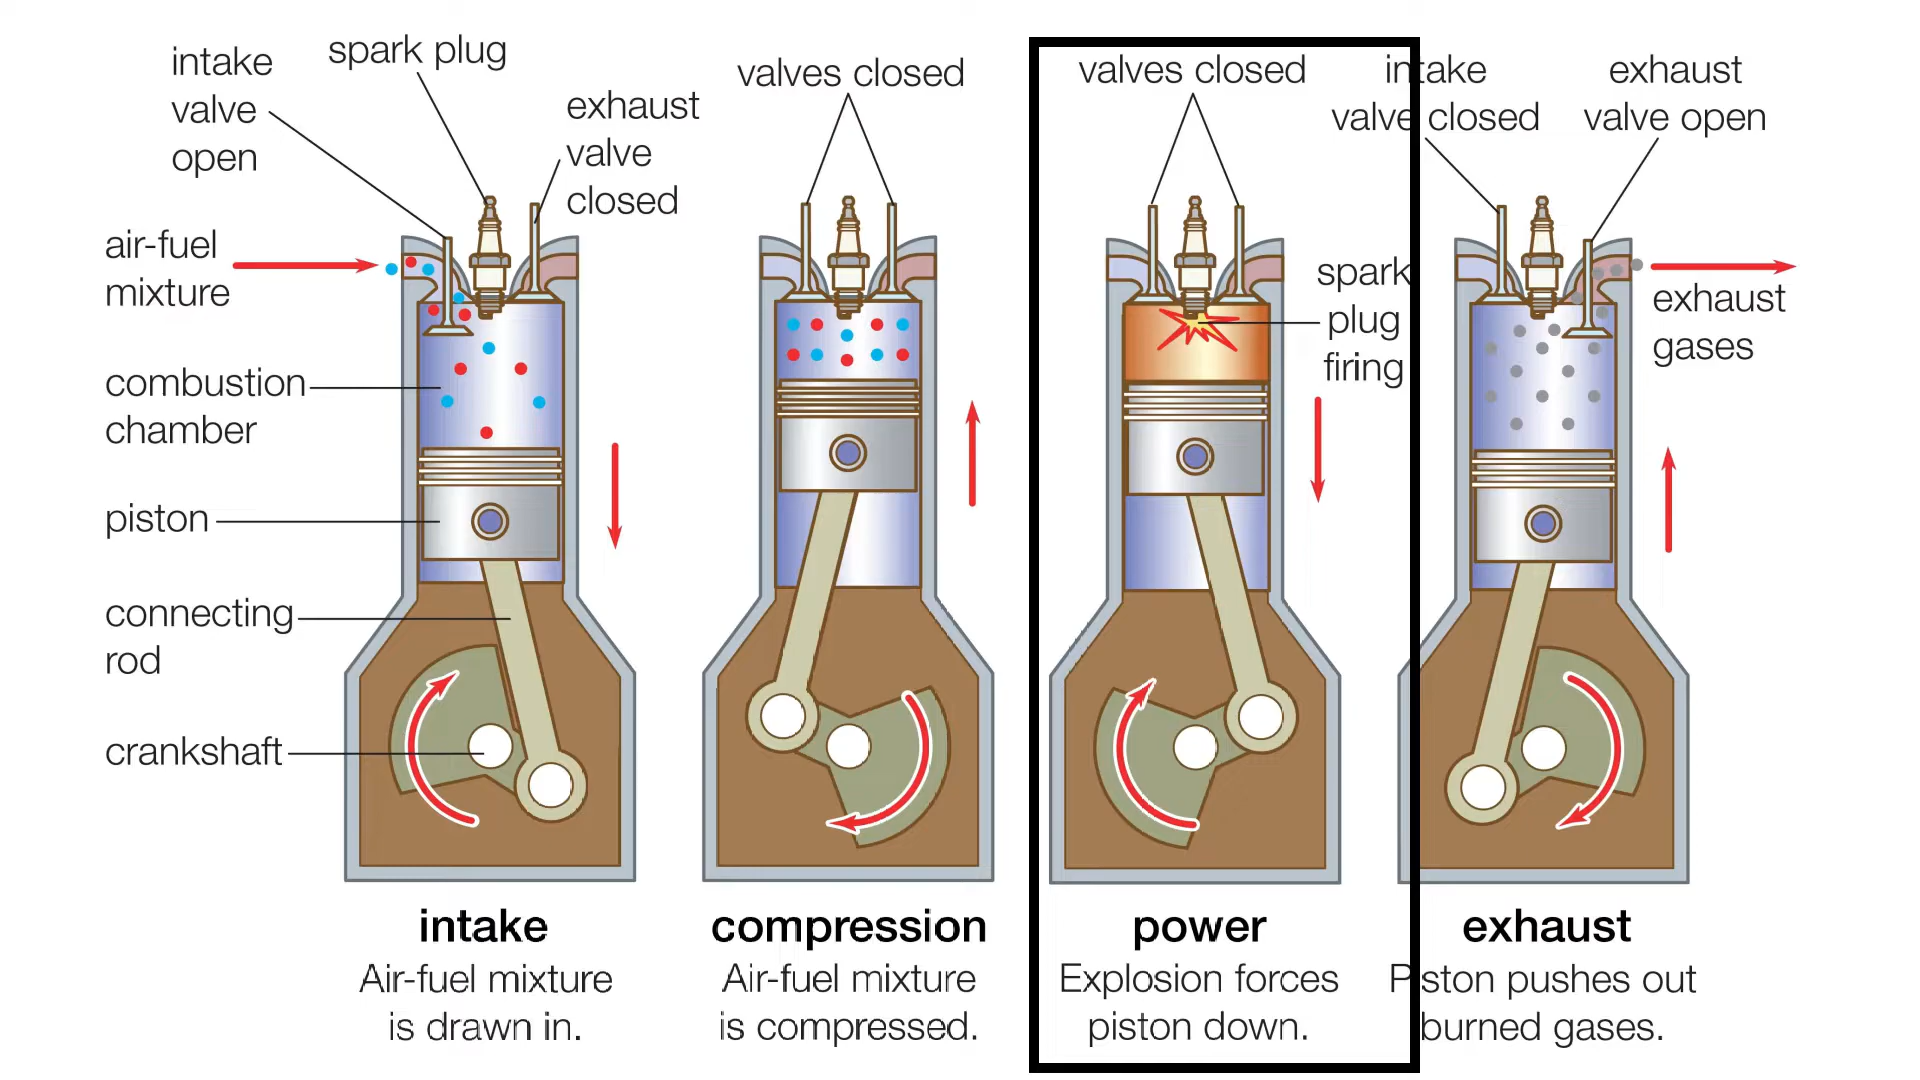 intake
valve
open
spark plug
exhaust
valve
closed
air-fuel
mixture
combustion
chamber
piston
connecting
rod
crankshaft
intake
Air-fuel mixture
is drawn in.
valves closed
compression
Air-fuel mixture
is compressed.
valves closed
spark
plug
firing
power
Explosion forces
piston down.
intake
valve closed
exhaust
valve open
exhaust
gases
exhaust
Piston pushes out
burned gases.